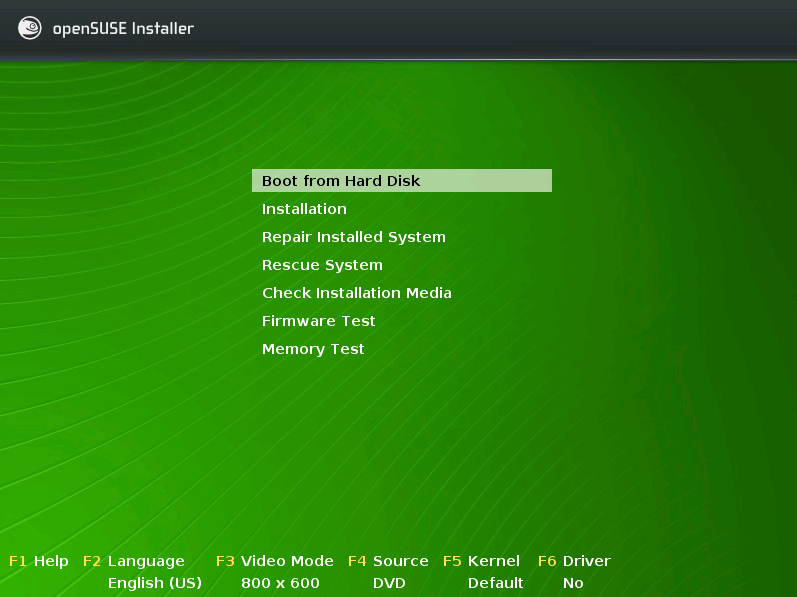 openSUSE Installer
Boot from Hard Disk
Installation
Repair Installed System
Rescue System
Check Installation Media
Firmware Test
Memory Test
F1 Help F2 Language F3 Video Mode F4 Source F5 Kernel F6 Driver
English (US) 800 x 600 DVD Default No